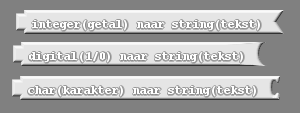 integer(getal) naar string(tekst)
digital(1/0) naar string(tekst)
char(karakter) naar string(tekst)